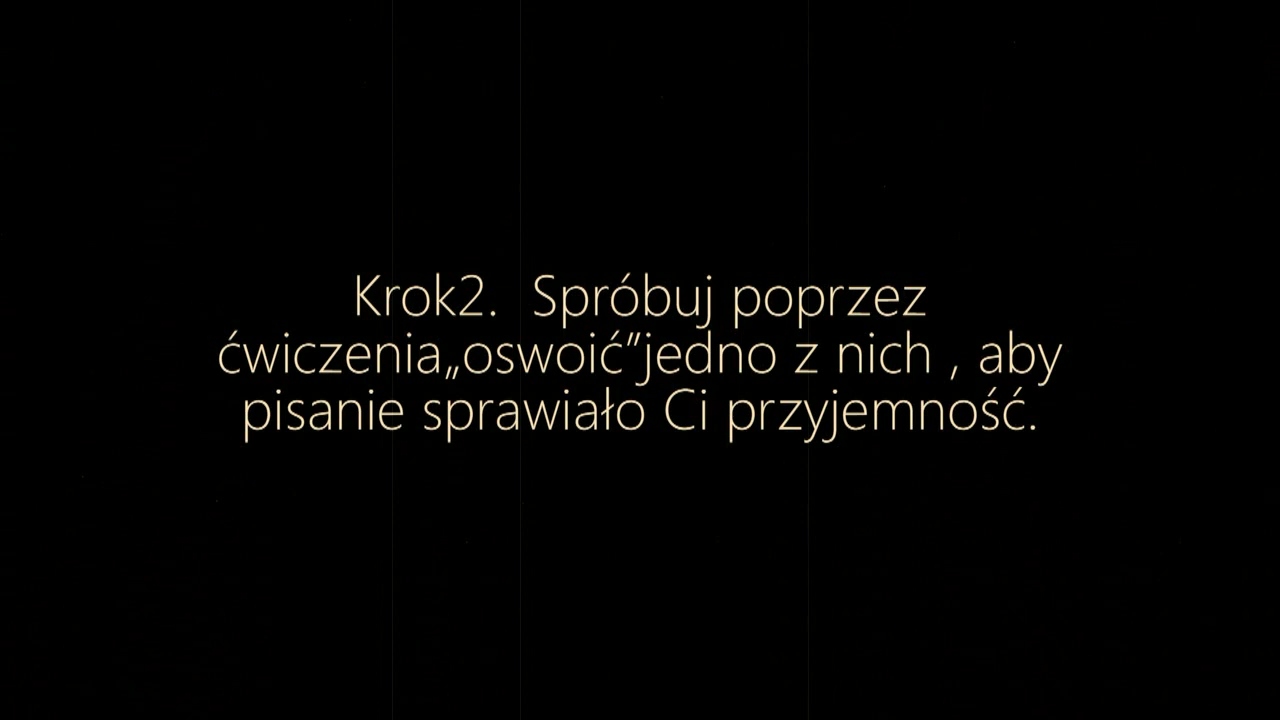 Krok2.  Spróbuj poprzez
ćwiczenia„oswoić”jedno z nich , aby
pisanie sprawiało Ci przyjemność.